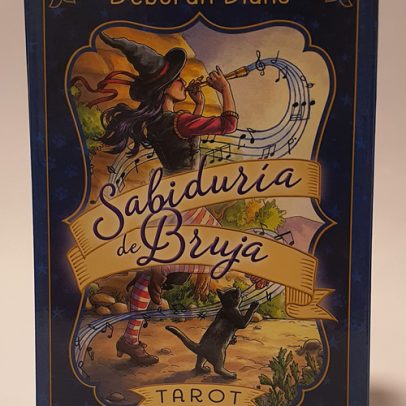 Deborah Blake
Sabiduría
de Bruja
TAROT